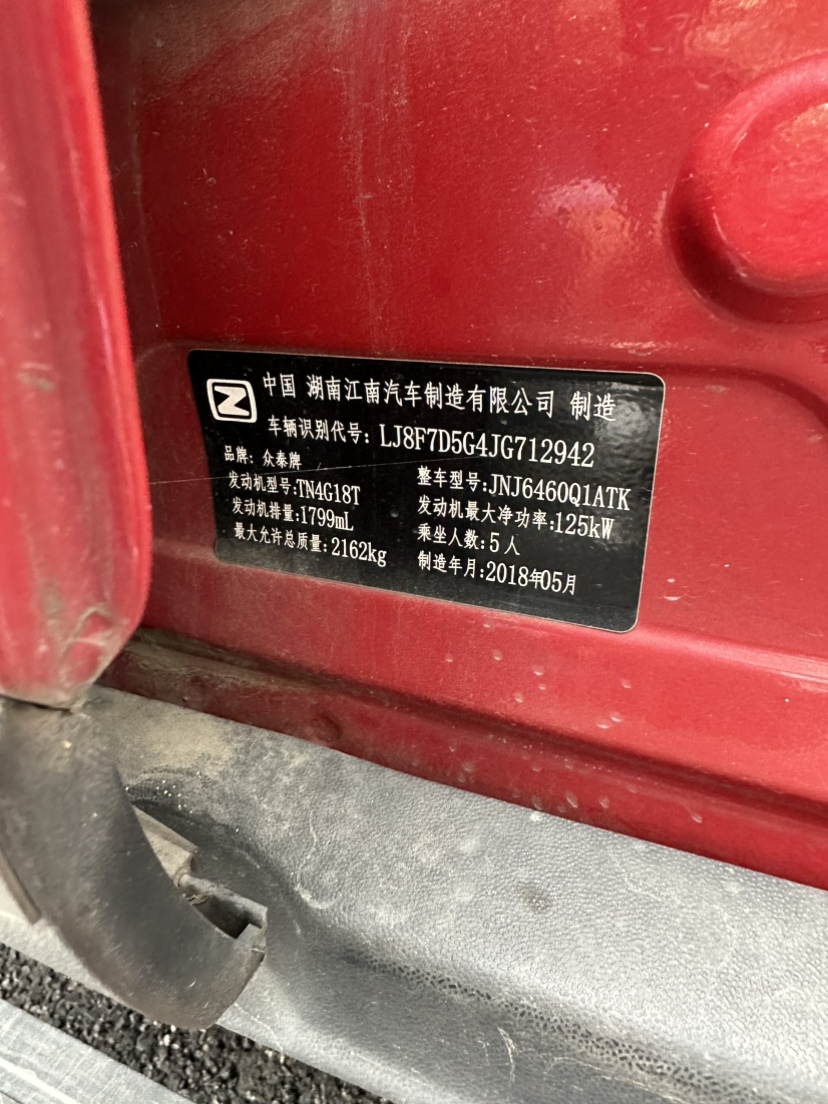 中国 湖南江南汽车制造有限公司 制造
车辆识别代号: LJ8F7D5G4JG712942
品牌: 众泰牌
整车型号:JNJ6460Q1ATK
发动机型号:TN4G18T
发动机最大净功率:125kW
发动机排量:1799mL
乘坐人数:5人
最大允许总质量:2162kg
制造年月:2018年05月